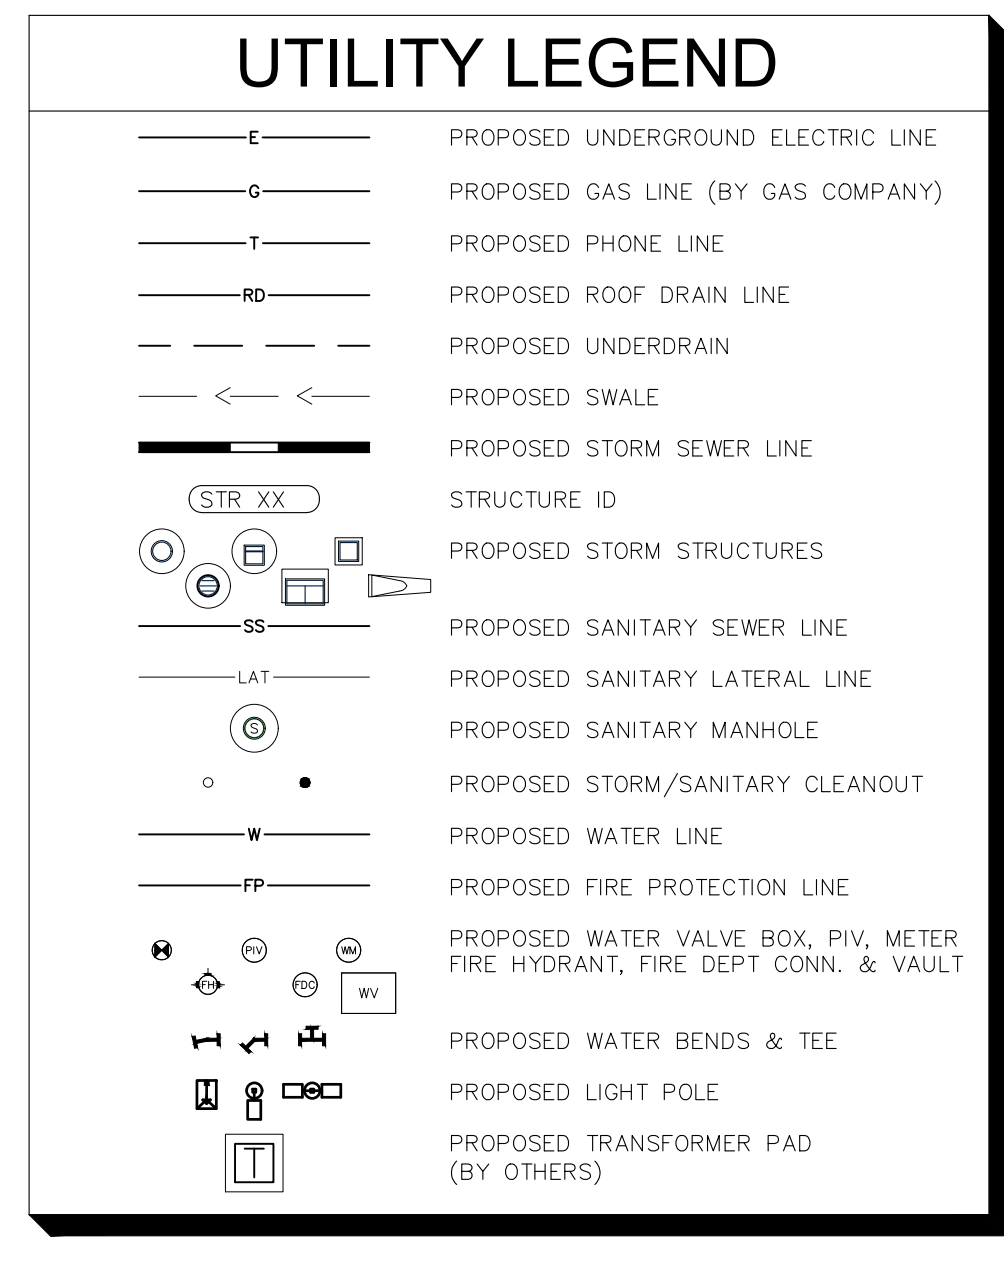 UTILITY LEGEND
E PROPOSED UNDERGROUND ELECTRIC LINE
G PROPOSED GAS LINE (BY GAS COMPANY)
T PROPOSED PHONE LINE
RD PROPOSED ROOF DRAIN LINE
PROPOSED UNDERDRAIN
PROPOSED SWALE
PROPOSED STORM SEWER LINE
STR XX STRUCTURE ID
PROPOSED STORM STRUCTURES
SS PROPOSED SANITARY SEWER LINE
LAT PROPOSED SANITARY LATERAL LINE
S PROPOSED SANITARY MANHOLE
PROPOSED STORM/SANITARY CLEANOUT
W PROPOSED WATER LINE
FP PROPOSED FIRE PROTECTION LINE
PIV WM PROPOSED WATER VALVE BOX, PIV, METER
FH FDC WV FIRE HYDRANT, FIRE DEPT CONN. & VAULT
PROPOSED WATER BENDS & TEE
PROPOSED LIGHT POLE
T PROPOSED TRANSFORMER PAD
(BY OTHERS)